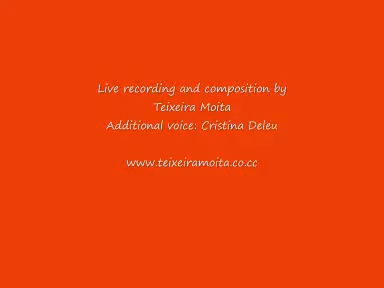 Live recording and composition by
Teixeira Moita
Additional voice: Cristina Deleu
www.teixeiramoita.co.cc